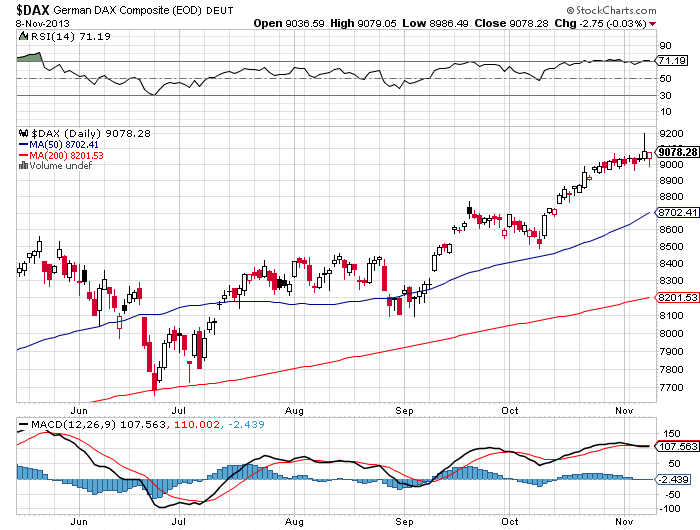 $DAX German DAX Composite (EOD) DEUT
© StockCharts.com
8-Nov-2013
Open 9036.59 High 9079.05 Low 8986.49 Close 9078.28 Chg -2.75 (-0.03%)
RSI(14) 71.19
90
71.19
50
30
10
$DAX (Daily) 9078.28
MA(50) 8702.41
MA(200) 8201.53
Volume undef
9200
9078.28
9000
8900
8800
8702.41
8600
8500
8400
8300
8201.53
8100
8000
7900
7800
7700
Jun Jul Aug Sep Oct Nov
MACD(12,26,9) 107.563, 110.002, -2.439
150
107.563
50
-2.439
-50
-100
Jun Jul Aug Sep Oct Nov